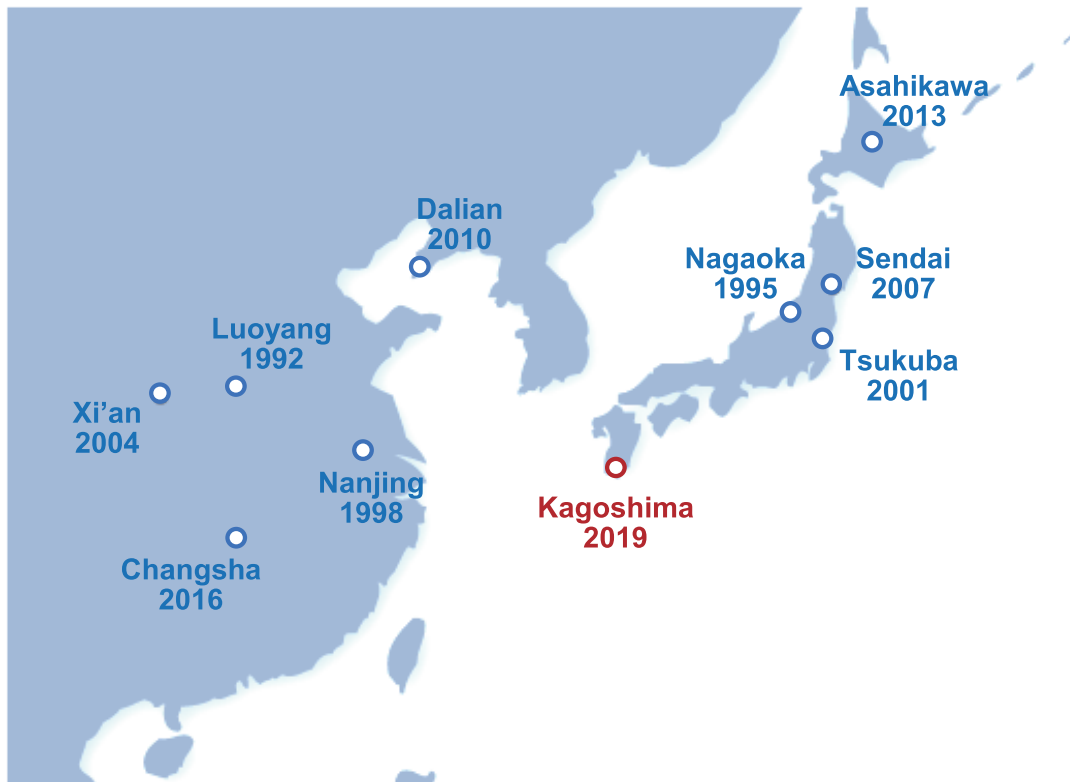 Asahikawa
2013
Dalian
2010
Nagaoka
1995
Sendai
2007
Luoyang
1992
Tsukuba
2001
Xi’an
2004
Nanjing
1998
Kagoshima
2019
Changsha
2016